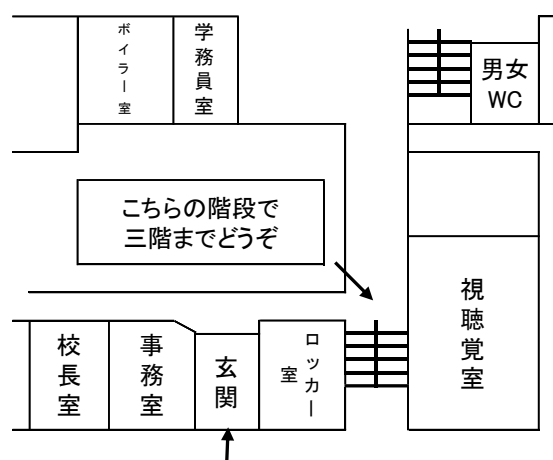 ボイラー室
学務員室
男女
WC
こちらの階段で
三階までどうぞ
視聴覚室
校長室
事務室
玄関
ロッカー室